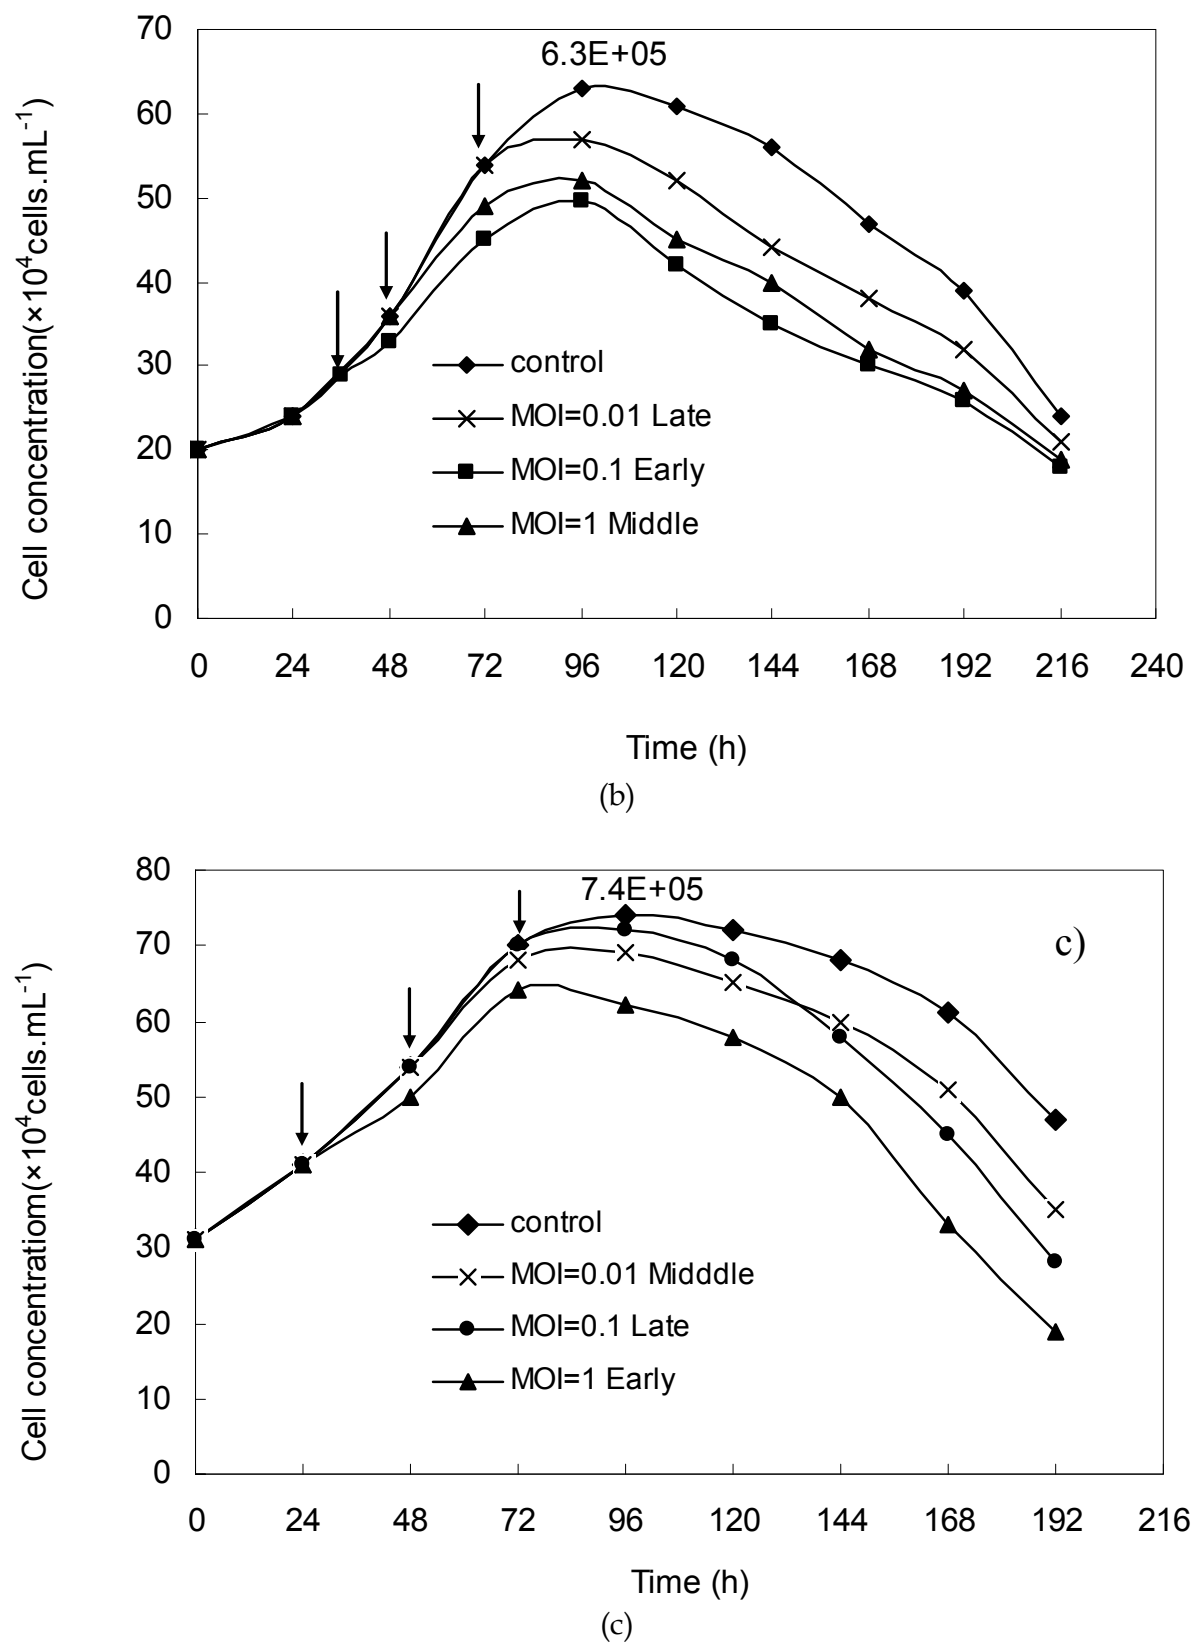 70
60
50
40
30
20
10
0
Cell concentration(×10⁴cells.mL⁻¹)
6.3E+05
control
MOI=0.01 Late
MOI=0.1 Early
MOI=1 Middle
0 24 48 72 96 120 144 168 192 216 240
Time (h)
(b)
80
70
60
50
40
30
20
10
0
Cell concentratiom(×10⁴cells.mL⁻¹)
7.4E+05
c)
control
MOI=0.01 Midddle
MOI=0.1 Late
MOI=1 Early
0 24 48 72 96 120 144 168 192 216
Time (h)
(c)